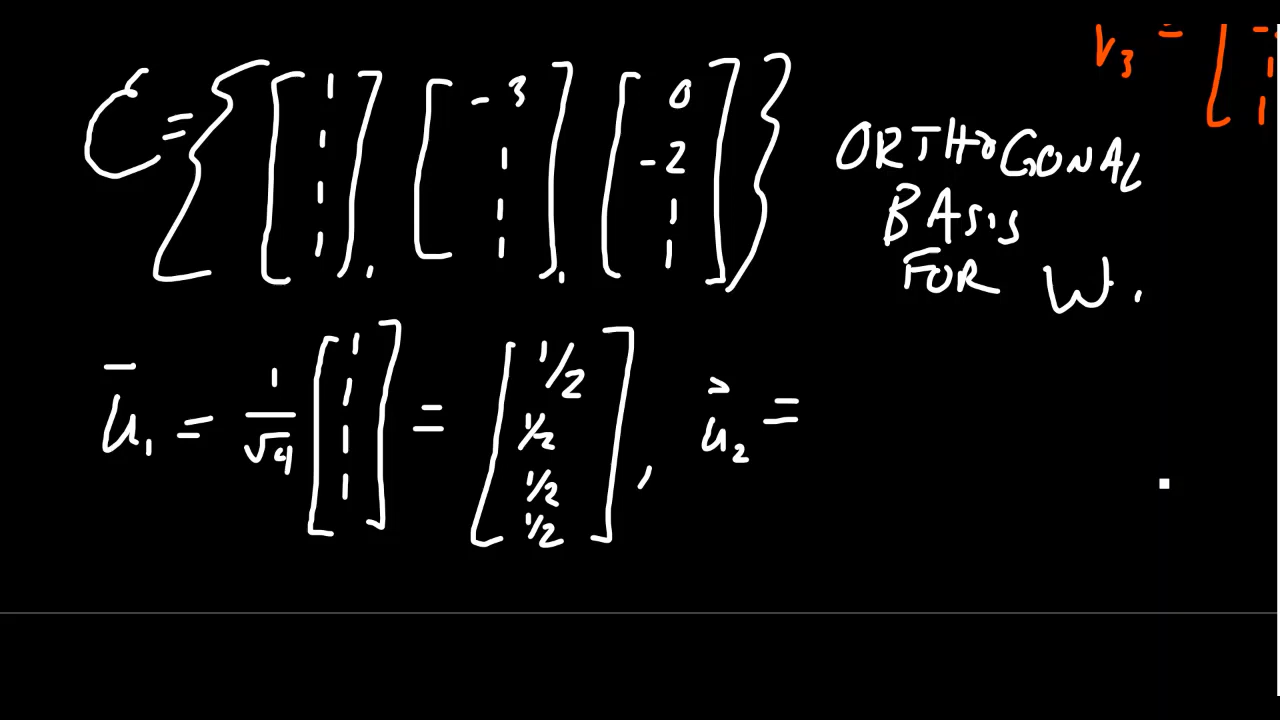 C = { [1 1 1 1], [-3 1 1 1], [0 -2 1 1] } ORTHOGONAL BASIS FOR W.
u₁ = 1/√4 [1 1 1 1] = [1/2 1/2 1/2 1/2], u₂ =
v₃ =